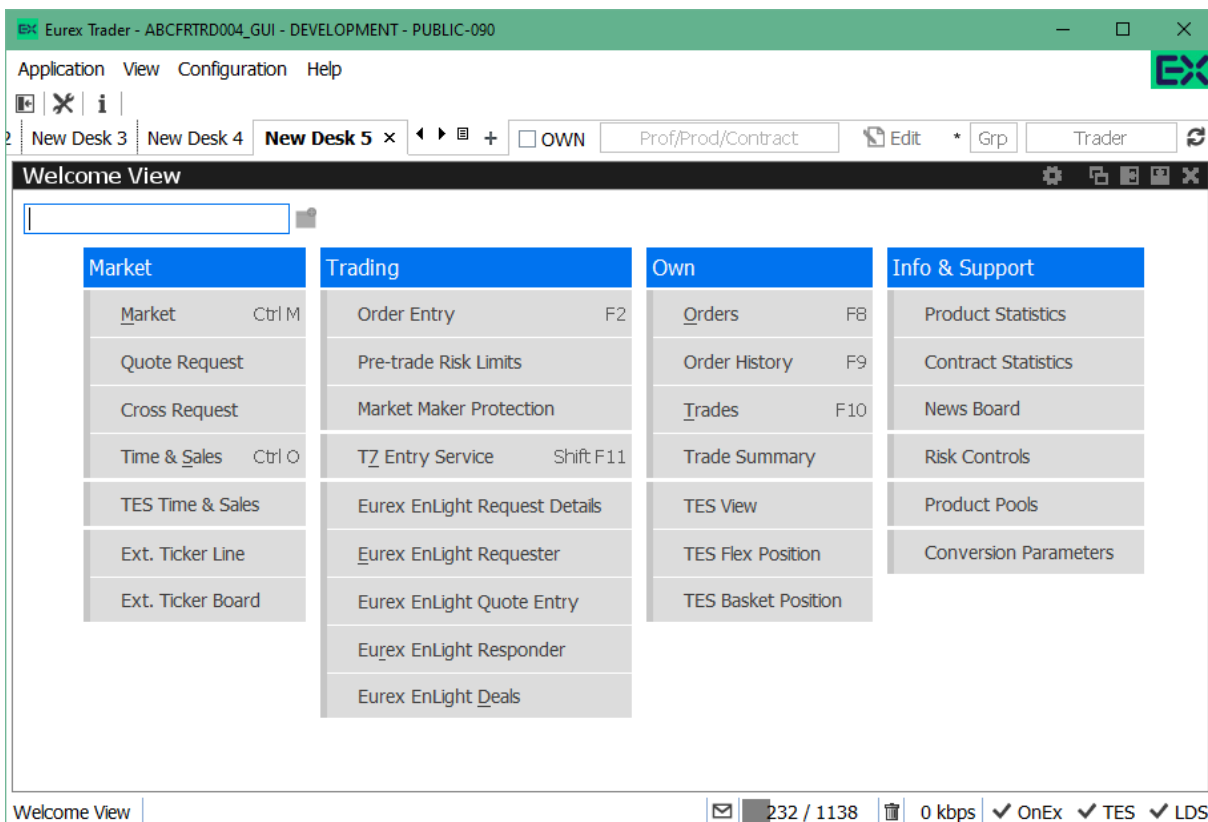 EX Eurex Trader - ABCFRTRD004_GUI - DEVELOPMENT - PUBLIC-090
Application View Configuration Help
EX
i
2 New Desk 3 New Desk 4 New Desk 5 × + OWN Prof/Prod/Contract Edit * Grp Trader
Welcome View
Market Trading Own Info & Support
Market Ctrl M Order Entry F2 Orders F8 Product Statistics
Quote Request Pre-trade Risk Limits Order History F9 Contract Statistics
Cross Request Market Maker Protection Trades F10 News Board
Time & Sales Ctrl O T7 Entry Service Shift F11 Trade Summary Risk Controls
TES Time & Sales Eurex EnLight Request Details TES View Product Pools
Ext. Ticker Line Eurex EnLight Requester TES Flex Position Conversion Parameters
Ext. Ticker Board Eurex EnLight Quote Entry TES Basket Position
Eurex EnLight Responder
Eurex EnLight Deals
Welcome View 232 / 1138 0 kbps ✓ OnEx ✓ TES ✓ LDS